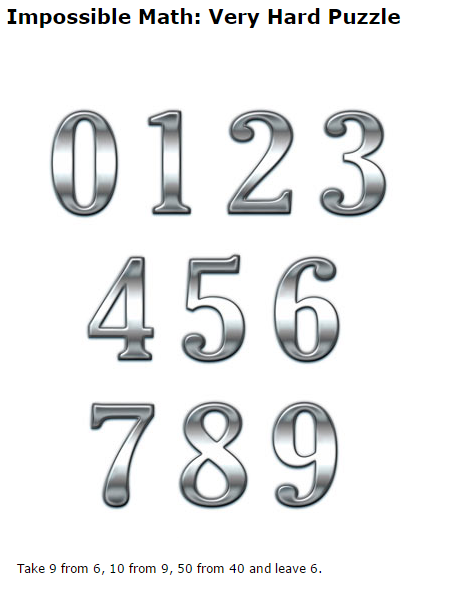 Impossible Math: Very Hard Puzzle
0123
456
789
Take 9 from 6, 10 from 9, 50 from 40 and leave 6.